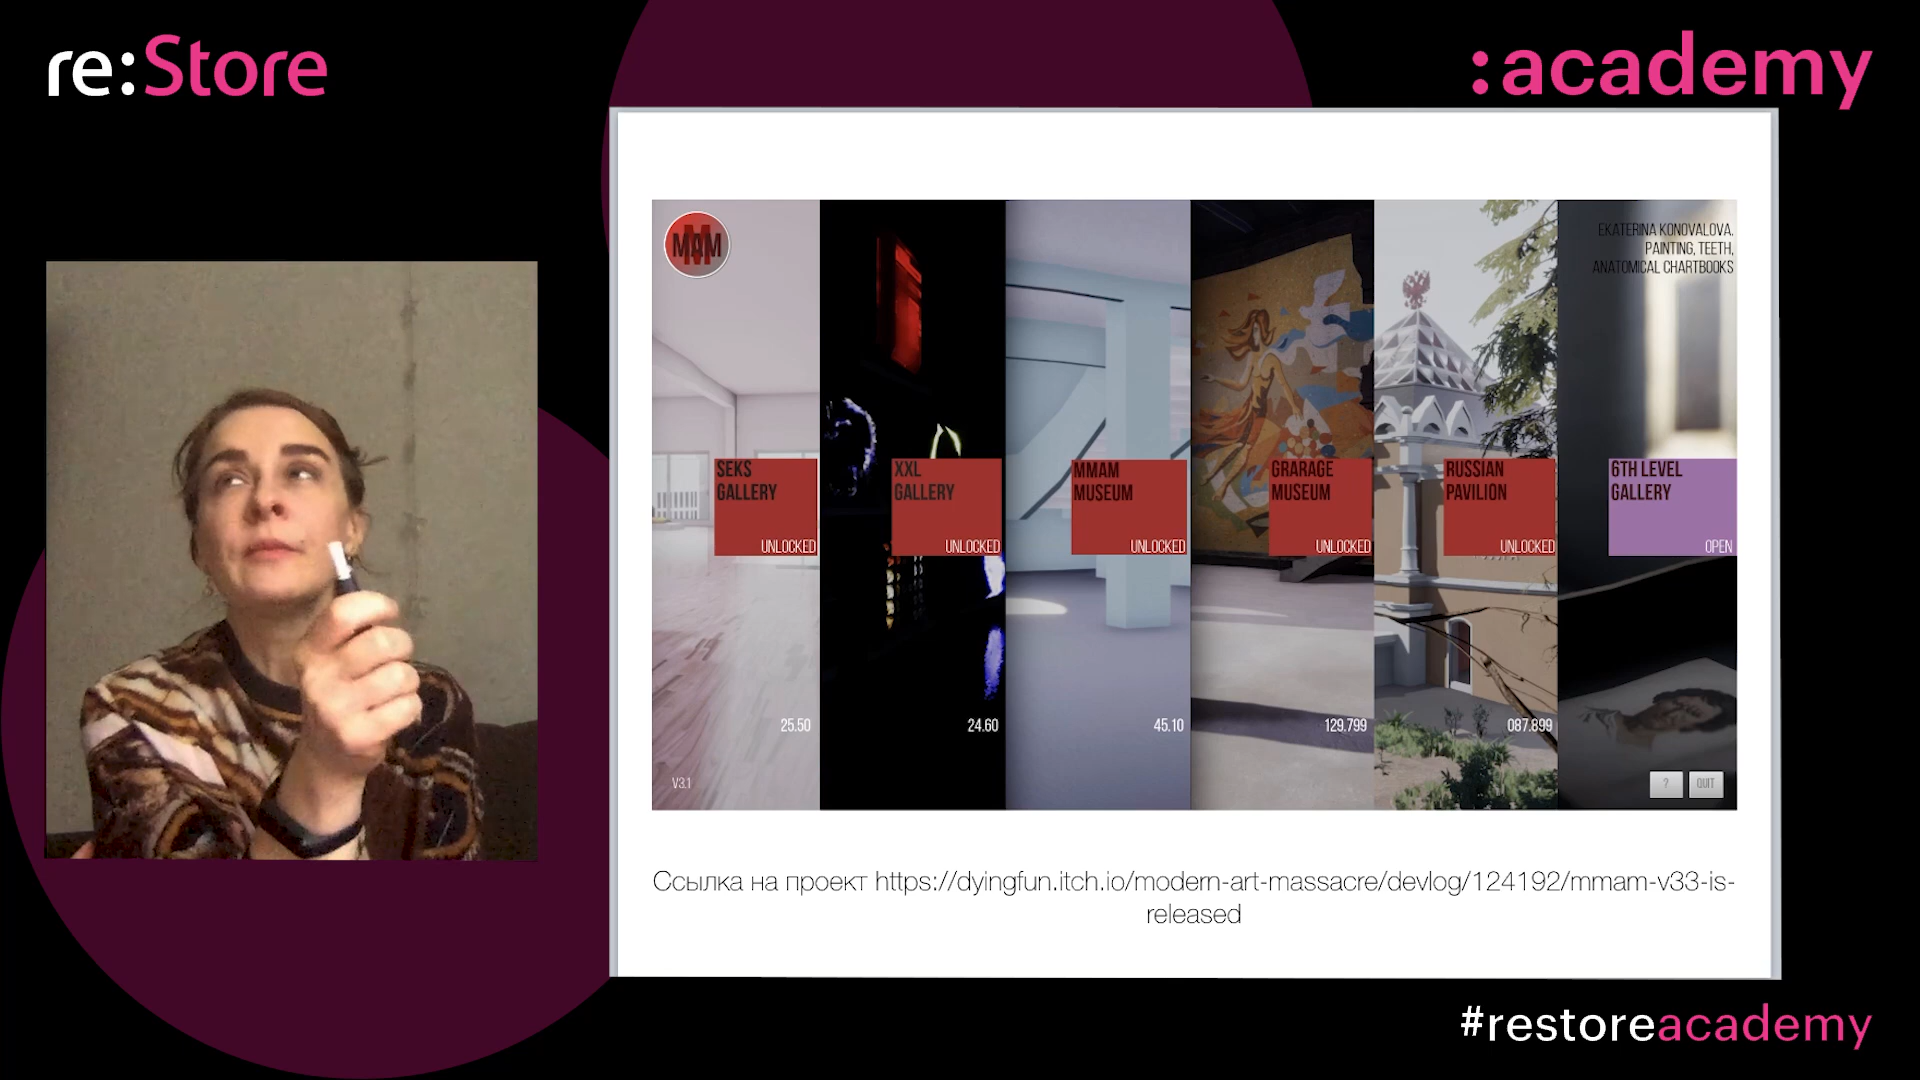 re:Store
:academy
MMAM
EKATERINA KONOVALOVA.
PAINTING, TEETH,
ANATOMICAL CHARTBOOKS
SEKS
GALLERY
UNLOCKED
XXL
GALLERY
UNLOCKED
MMAM
MUSEUM
UNLOCKED
GRARAGE
MUSEUM
UNLOCKED
RUSSIAN
PAVILION
UNLOCKED
6TH LEVEL
GALLERY
OPEN
25.50
24.60
45.10
129.799
087.899
V3.1
?
QUIT
Ссылка на проект https://dyingfun.itch.io/modern-art-massacre/devlog/124192/mmam-v33-is-
released
#restoreacademy